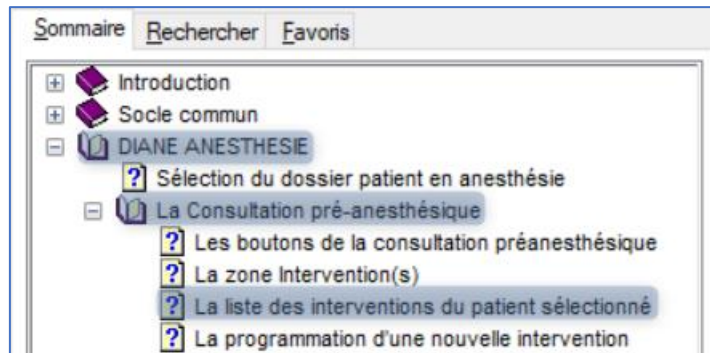 Sommaire Rechercher Favoris
Introduction
Socle commun
DIANE ANESTHESIE
Sélection du dossier patient en anesthésie
La Consultation pré-anesthésique
Les boutons de la consultation préanesthésique
La zone Intervention(s)
La liste des interventions du patient sélectionné
La programmation d'une nouvelle intervention